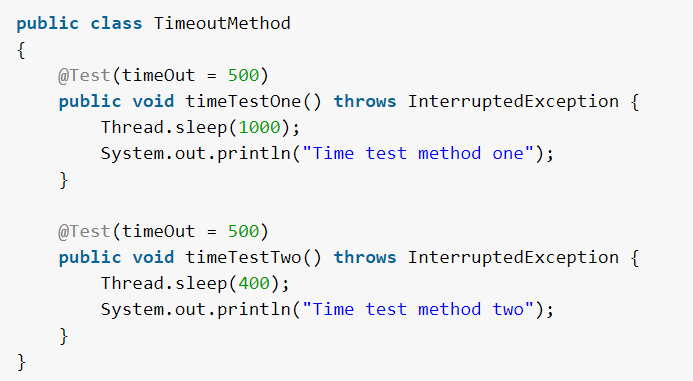 public class TimeoutMethod
{
    @Test(timeOut = 500)
    public void timeTestOne() throws InterruptedException {
        Thread.sleep(1000);
        System.out.println("Time test method one");
    }

    @Test(timeOut = 500)
    public void timeTestTwo() throws InterruptedException {
        Thread.sleep(400);
        System.out.println("Time test method two");
    }
}